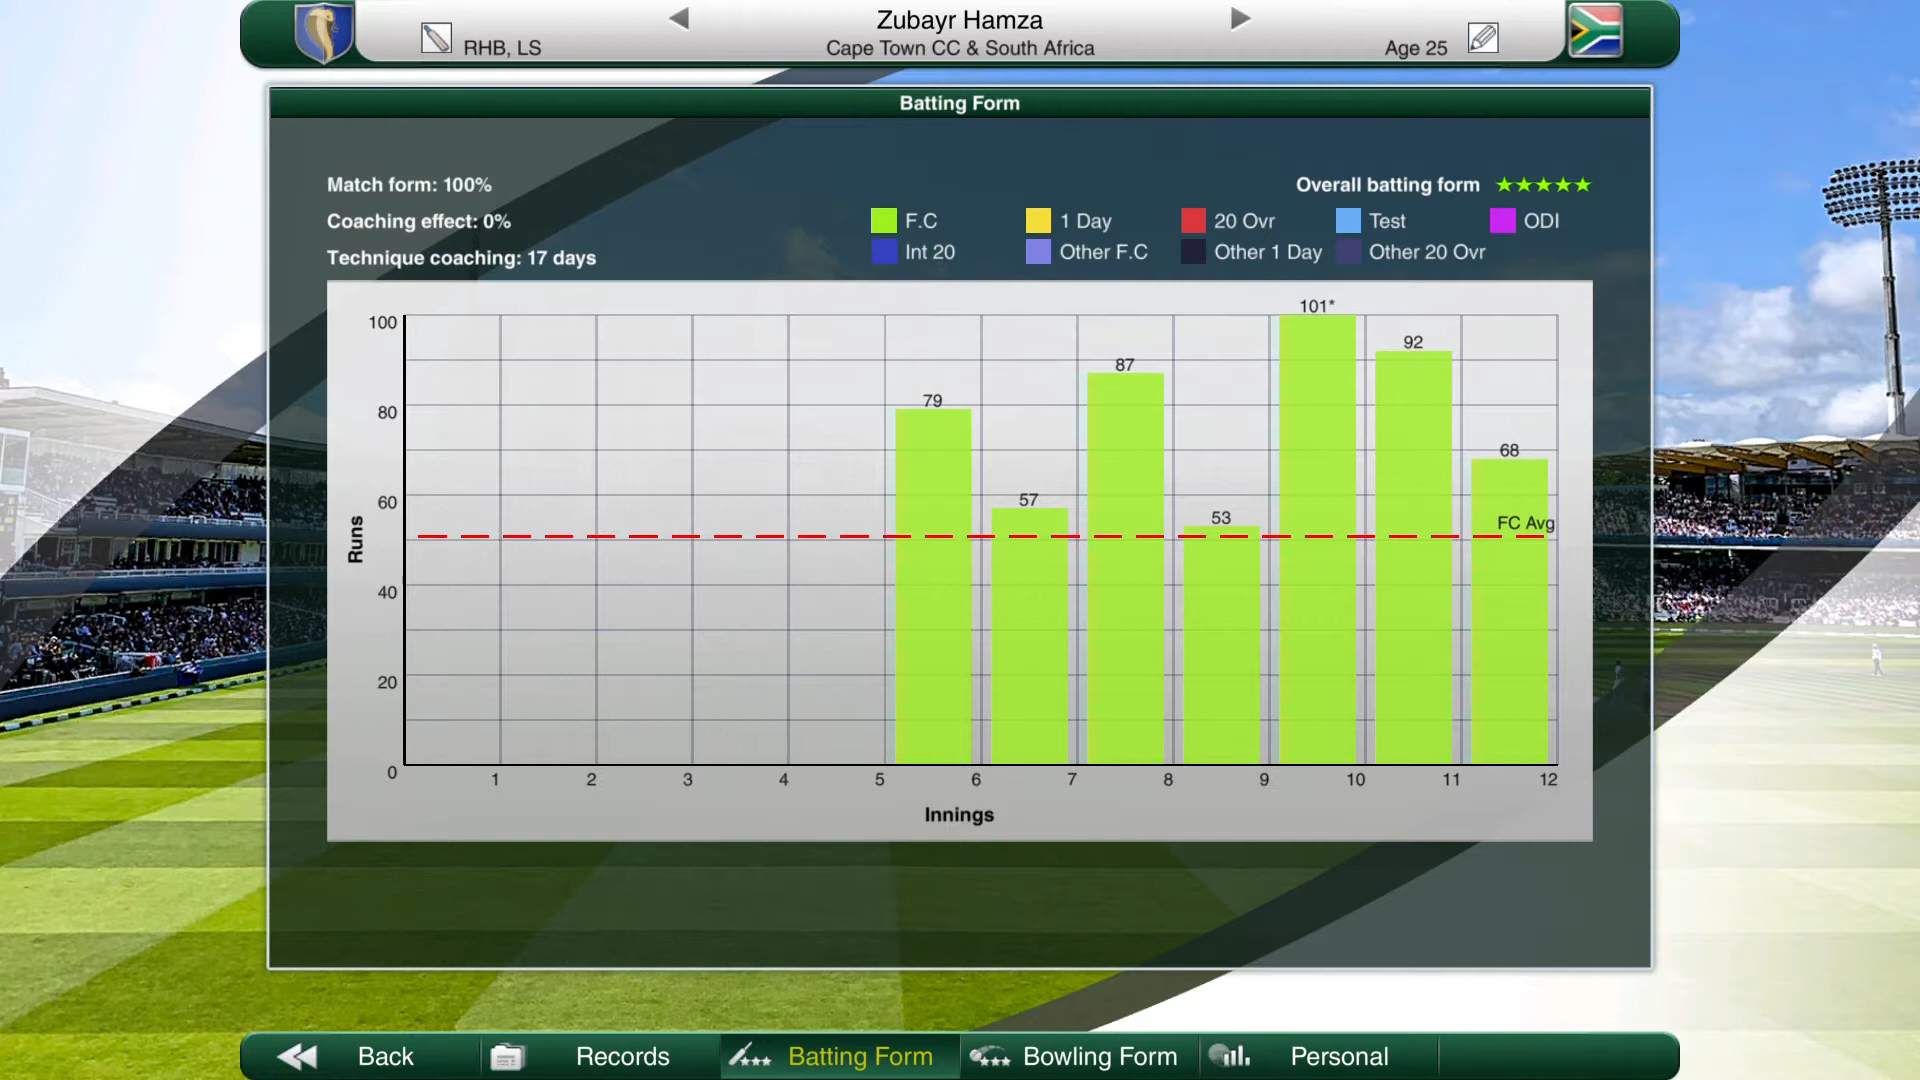 Zubayr Hamza
RHB, LS
Cape Town CC & South Africa
Age 25
Batting Form
Match form: 100%
Overall batting form
Coaching effect: 0%
F.C
1 Day
20 Ovr
Test
ODI
Technique coaching: 17 days
Int 20
Other F.C
Other 1 Day
Other 20 Ovr
101*
100
92
87
79
80
68
57
60
53
FC Avg
Runs
40
20
0
1 2 3 4 5 6 7 8 9 10 11 12
Innings
Back
Records
Batting Form
Bowling Form
Personal